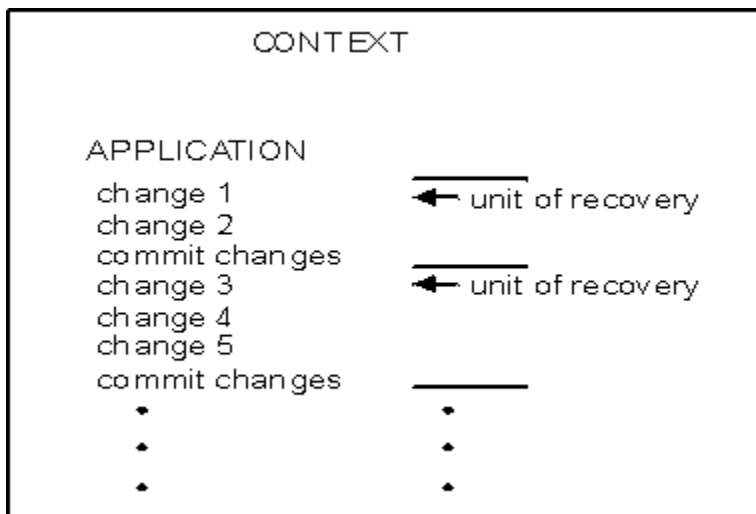 CONTEXT
APPLICATION
change 1
unit of recovery
change 2
commit changes
change 3
unit of recovery
change 4
change 5
commit changes